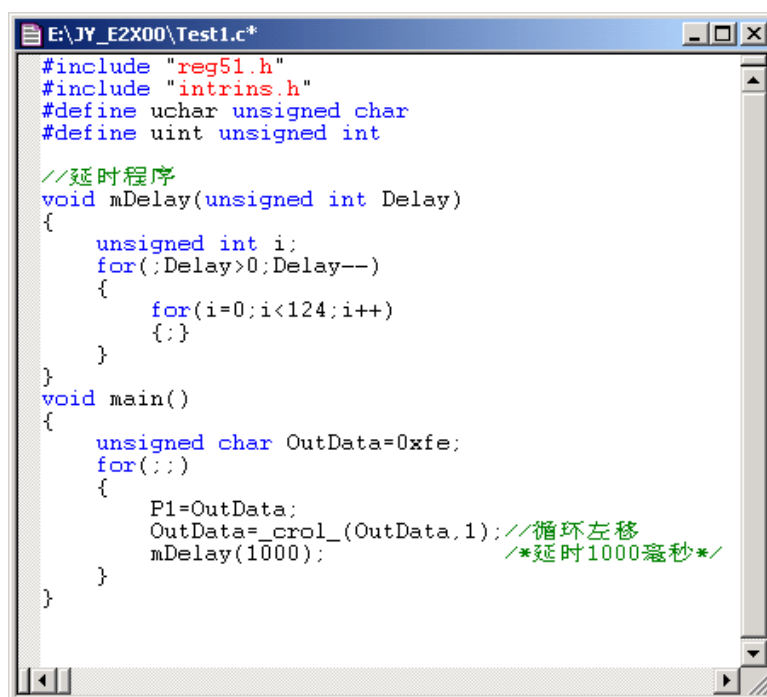 E:\JY_E2X00\Test1.c*
#include "reg51.h"
#include "intrins.h"
#define uchar unsigned char
#define uint unsigned int
//延时程序
void mDelay(unsigned int Delay)
{
    unsigned int i;
    for(;Delay>0;Delay--)
    {
        for(i=0;i<124;i++)
        {;}
    }
}
void main()
{
    unsigned char OutData=0xfe;
    for(;;)
    {
        P1=OutData;
        OutData=_crol_(OutData,1);//循环左移
        mDelay(1000);             /*延时1000毫秒*/
    }
}